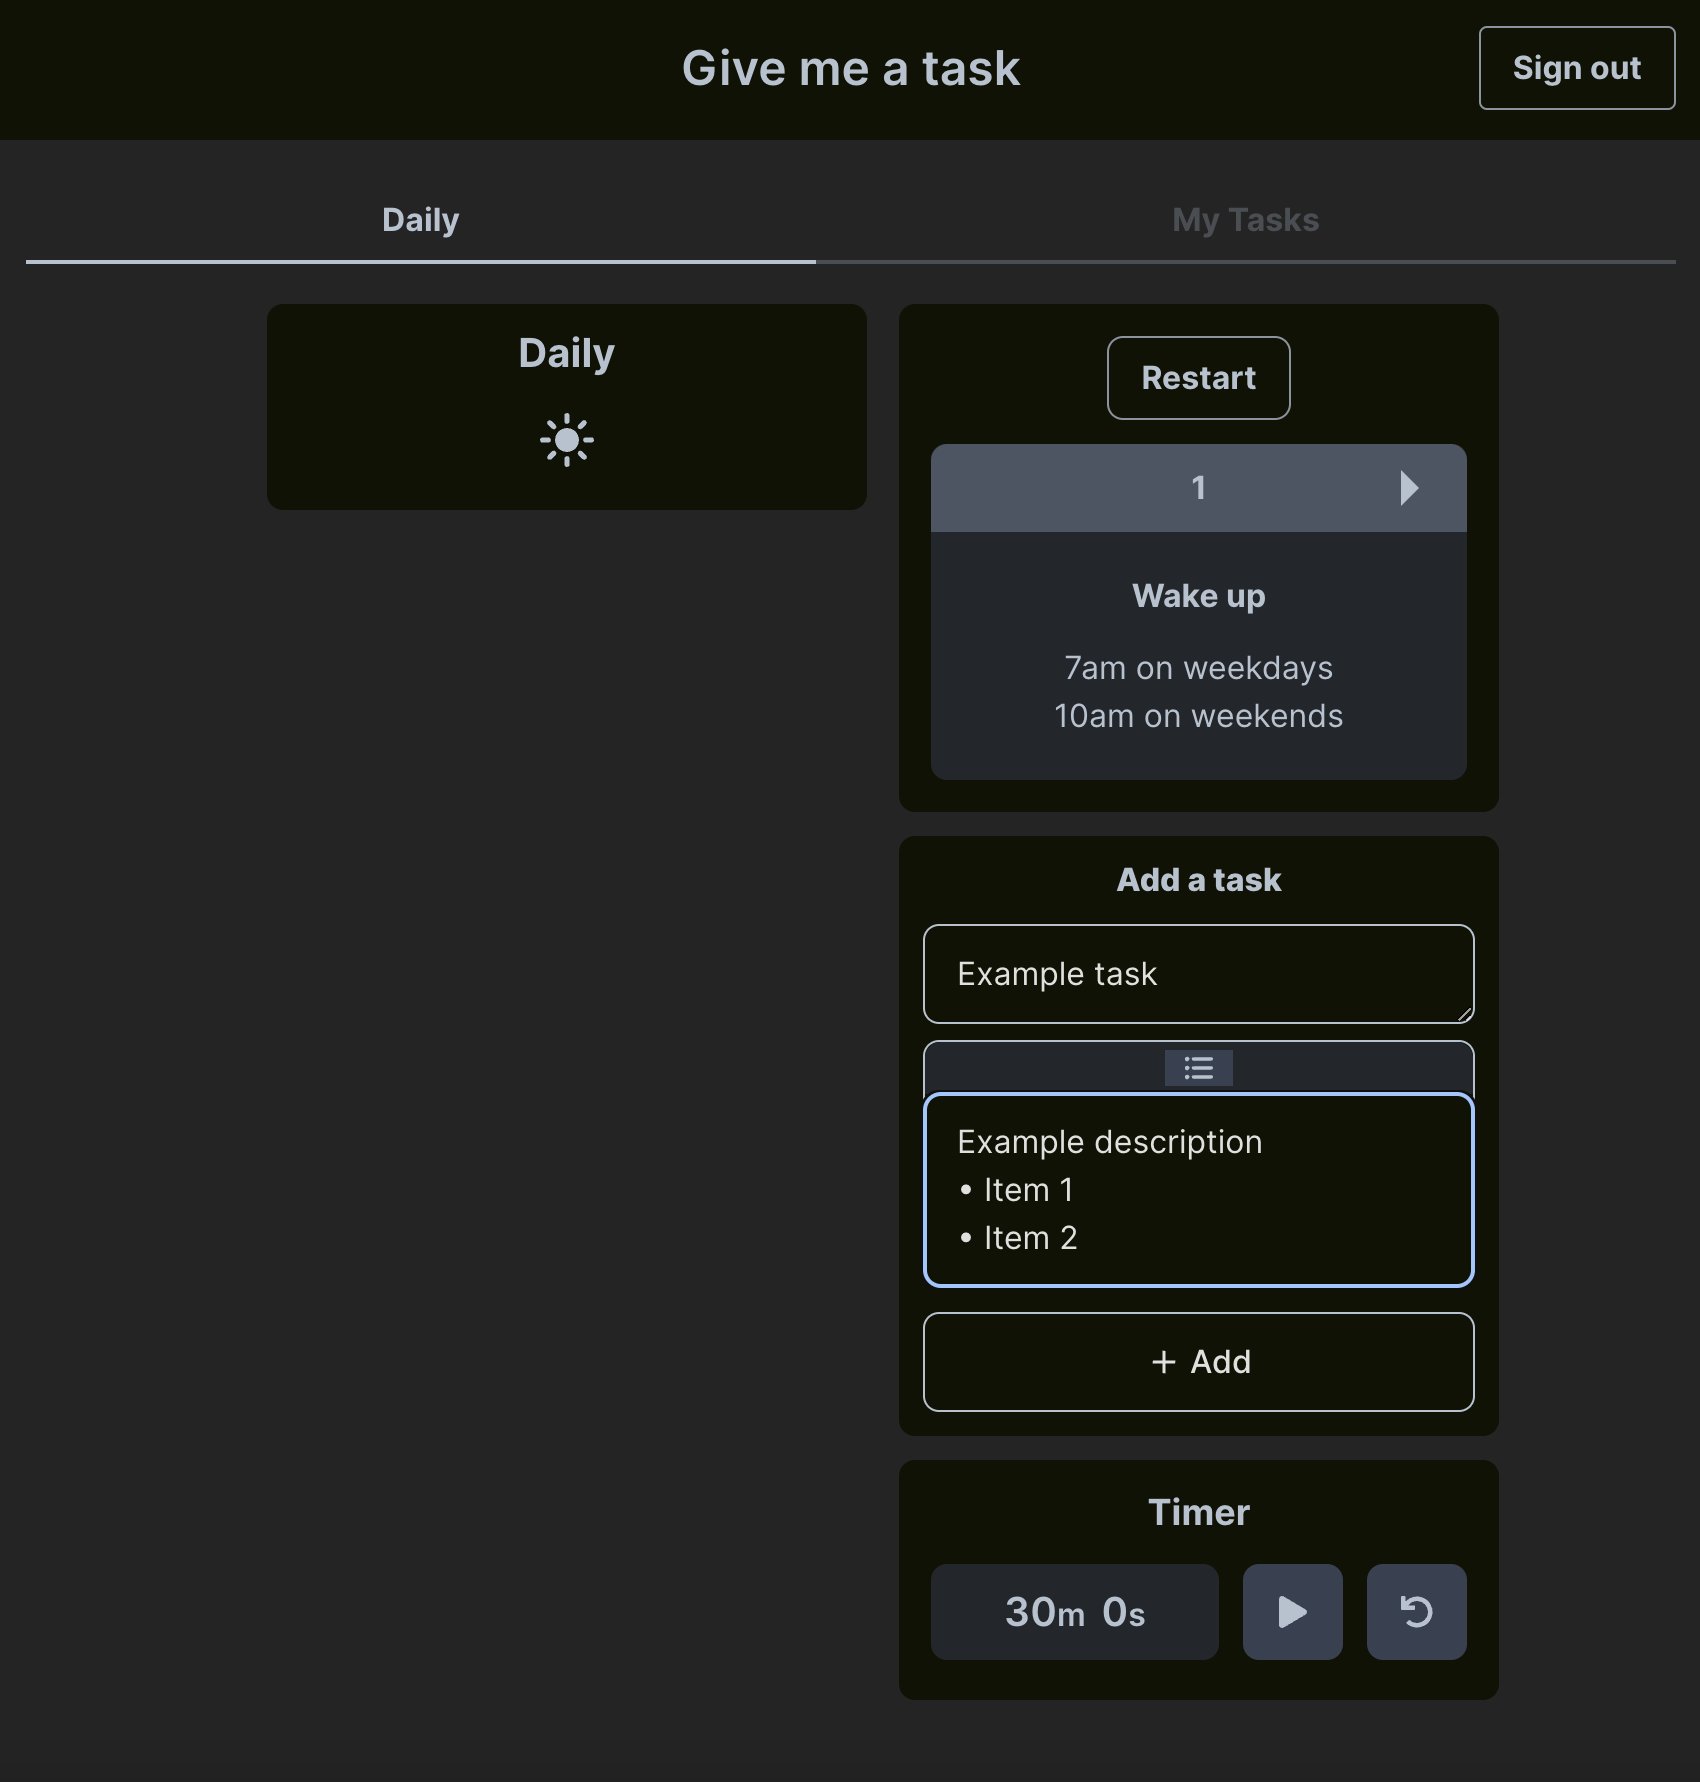 Give me a task
Sign out
Daily
My Tasks
Daily
Restart
1
Wake up
7am on weekdays
10am on weekends
Add a task
Example task
Example description
• Item 1
• Item 2
+ Add
Timer
30m 0s